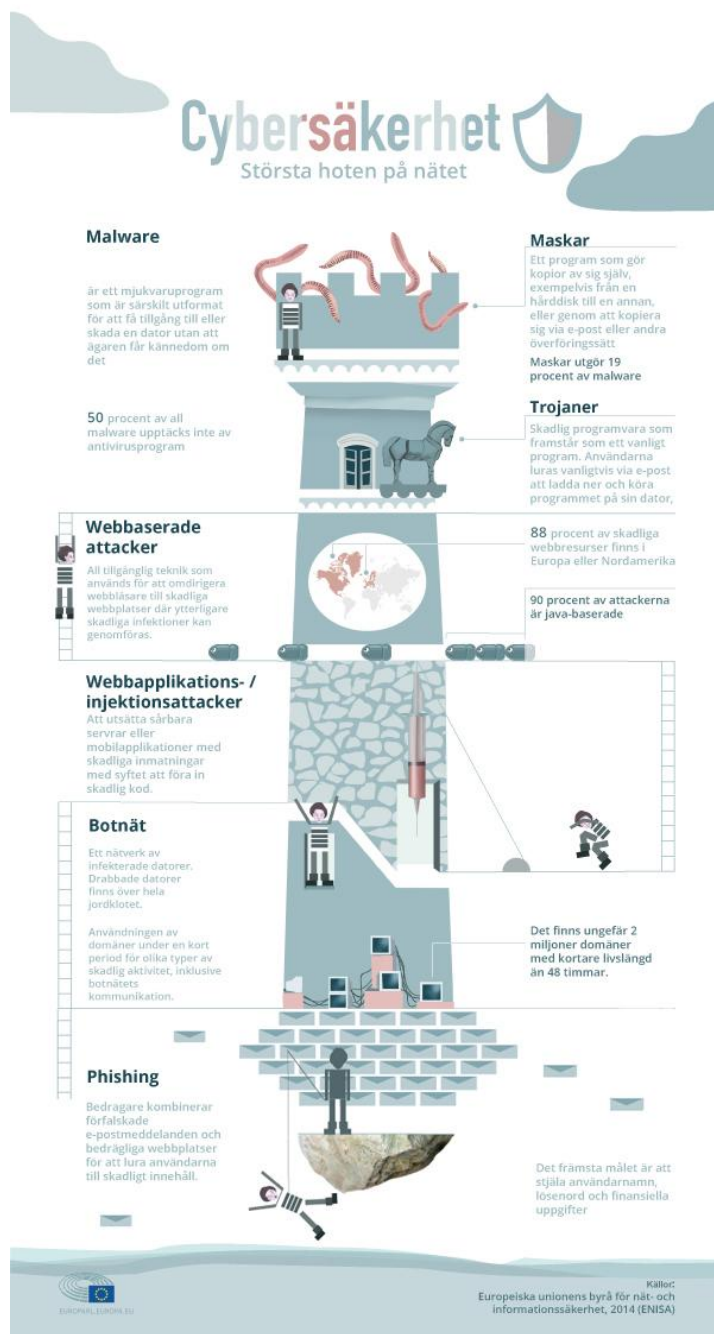 Cybersäkerhet
Största hoten på nätet
Malware
är ett mjukvaruprogram
som är särskilt utformat
för att få tillgång till eller
skada en dator utan att
ägaren får kännedom om
det
50 procent av all
malware upptäcks inte av
antivirusprogram
Maskar
Ett program som gör
kopior av sig själv,
exempelvis från en
hårddisk till en annan,
eller genom att kopiera
sig via e-post eller andra
överföringssätt
Maskar utgör 19
procent av malware
Trojaner
Skadlig programvara som
framstår som ett vanligt
program. Användarna
luras vanligtvis via e-post
att ladda ner och köra
programmet på sin dator,
Webbaserade
attacker
All tillgänglig teknik som
används för att omdirigera
webbläsare till skadliga
webbplatser där ytterligare
skadliga infektioner kan
genomföras.
88 procent av skadliga
webbresurser finns i
Europa eller Nordamerika
90 procent av attackerna
är java-baserade
Webbapplikations- /
injektionsattacker
Att utsätta sårbara
servrar eller
mobilapplikationer med
skadliga inmatningar
med syftet att föra in
skadlig kod.
Botnät
Ett nätverk av
infekterade datorer.
Drabbade datorer
finns över hela
jordklotet.
Användningen av
domäner under en kort
period för olika typer av
skadlig aktivitet, inklusive
botnätets
kommunikation.
Det finns ungefär 2
miljoner domäner
med kortare livslängd
än 48 timmar.
Phishing
Bedragare kombinerar
förfalskade
e-postmeddelanden och
bedrägliga webbplatser
för att lura användarna
till skadligt innehåll.
Det främsta målet är att
stjäla användarnamn,
lösenord och finansiella
uppgifter
EUROPARL.EUROPA.EU
Källor:
Europeiska unionens byrå för nät- och
informationssäkerhet, 2014 (ENISA)